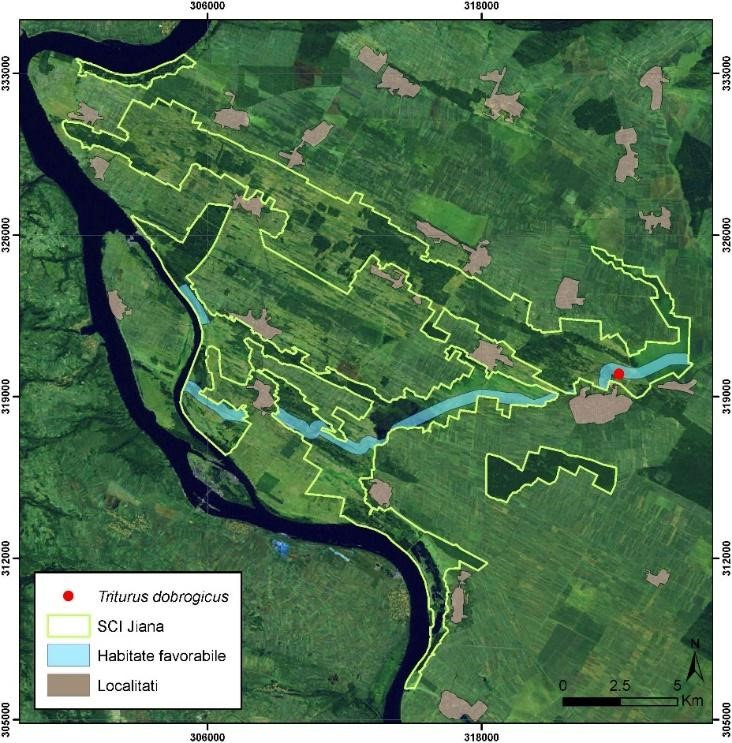 306000 318000
333000 333000
326000 326000
319000 319000
312000 312000
305000 305000
Triturus dobrogicus
SCI Jiana
Habitate favorabile
Localitati
N
0 2.5 5
Km
306000 318000